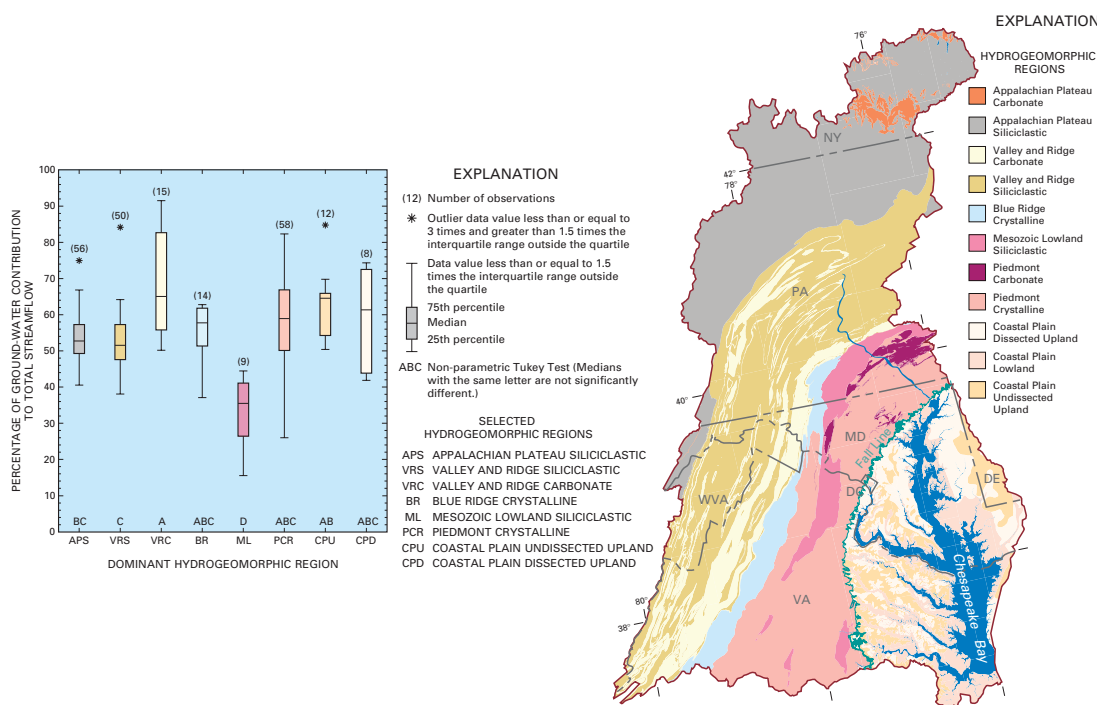 PERCENTAGE OF GROUND-WATER CONTRIBUTION
TO TOTAL STREAMFLOW
100
90
80
70
60
50
40
30
20
10
0
(56)
(50)
(15)
(14)
(9)
(58)
(12)
(8)
BC C A ABC D ABC AB ABC
APS VRS VRC BR ML PCR CPU CPD
DOMINANT HYDROGEOMORPHIC REGION
EXPLANATION
(12) Number of observations
* Outlier data value less than or equal to
3 times and greater than 1.5 times the
interquartile range outside the quartile
Data value less than or equal to 1.5
times the interquartile range outside
the quartile
75th percentile
Median
25th percentile
ABC Non-parametric Tukey Test (Medians
with the same letter are not significantly
different.)
SELECTED
HYDROGEOMORPHIC REGIONS
APS APPALACHIAN PLATEAU SILICICLASTIC
VRS VALLEY AND RIDGE SILICICLASTIC
VRC VALLEY AND RIDGE CARBONATE
BR BLUE RIDGE CRYSTALLINE
ML MESOZOIC LOWLAND SILICICLASTIC
PCR PIEDMONT CRYSTALLINE
CPU COASTAL PLAIN UNDISSECTED UPLAND
CPD COASTAL PLAIN DISSECTED UPLAND
76°
NY
42°
78°
PA
40°
MD
Fall Line
DE
DC
WVA
VA
80°
38°
Chesapeake Bay
EXPLANATION
HYDROGEOMORPHIC
REGIONS
Appalachian Plateau
Carbonate
Appalachian Plateau
Siliciclastic
Valley and Ridge
Carbonate
Valley and Ridge
Siliciclastic
Blue Ridge
Crystalline
Mesozoic Lowland
Siliciclastic
Piedmont
Carbonate
Piedmont
Crystalline
Coastal Plain
Dissected Upland
Coastal Plain
Lowland
Coastal Plain
Undissected
Upland